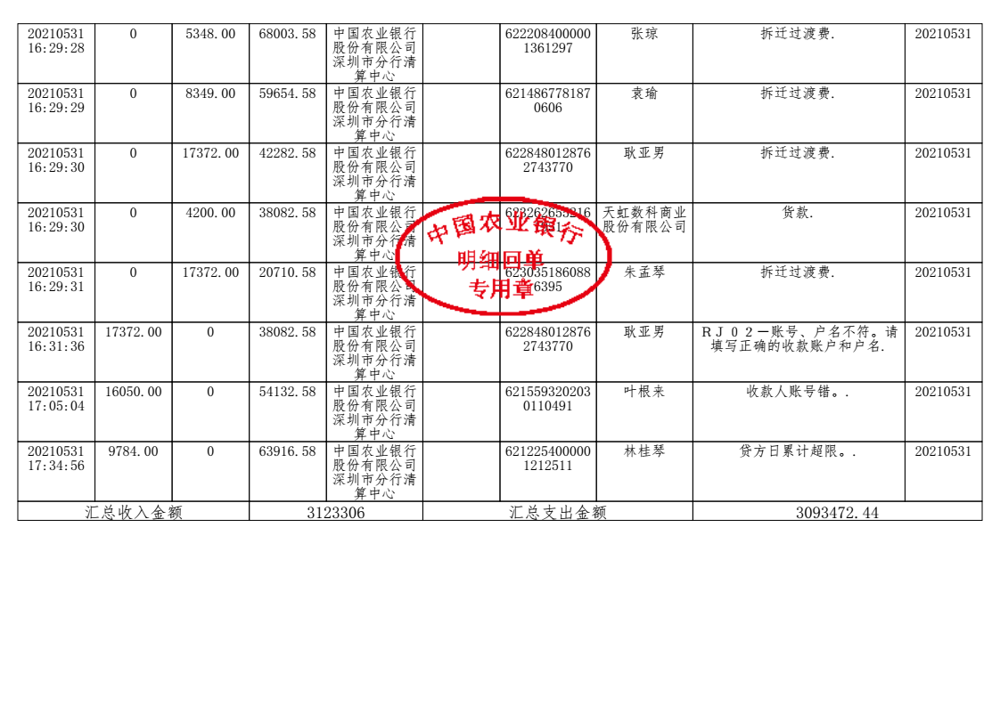 20210531 0 5348.00 68003.58 中国农业银行 622208400000 张琼 拆迁过渡费. 20210531
16:29:28 股份有限公司 1361297
深圳市分行清
算中心
20210531 0 8349.00 59654.58 中国农业银行 621486778187 袁瑜 拆迁过渡费. 20210531
16:29:29 股份有限公司 0606
深圳市分行清
算中心
20210531 0 17372.00 42282.58 中国农业银行 622848012876 耿亚男 拆迁过渡费. 20210531
16:29:30 股份有限公司 2743770
深圳市分行清
算中心
20210531 0 4200.00 38082.58 中国农业银行 天虹数科商业 货款. 20210531
16:29:30 股份有限公司 股份有限公司
深圳市分行清
算中心
中国农业银行
明细回单
专用章
20210531 0 17372.00 20710.58 中国农业银行 623035186088 朱孟琴 拆迁过渡费. 20210531
16:29:31 股份有限公司 6395
深圳市分行清
算中心
20210531 17372.00 0 38082.58 中国农业银行 622848012876 耿亚男 ＲＪ０２－账号、户名不符。请 20210531
16:31:36 股份有限公司 2743770 填写正确的收款账户和户名.
深圳市分行清
算中心
20210531 16050.00 0 54132.58 中国农业银行 621559320203 叶根来 收款人账号错。. 20210531
17:05:04 股份有限公司 0110491
深圳市分行清
算中心
20210531 9784.00 0 63916.58 中国农业银行 621225400000 林桂琴 贷方日累计超限。. 20210531
17:34:56 股份有限公司 1212511
深圳市分行清
算中心
汇总收入金额 3123306 汇总支出金额 3093472.44